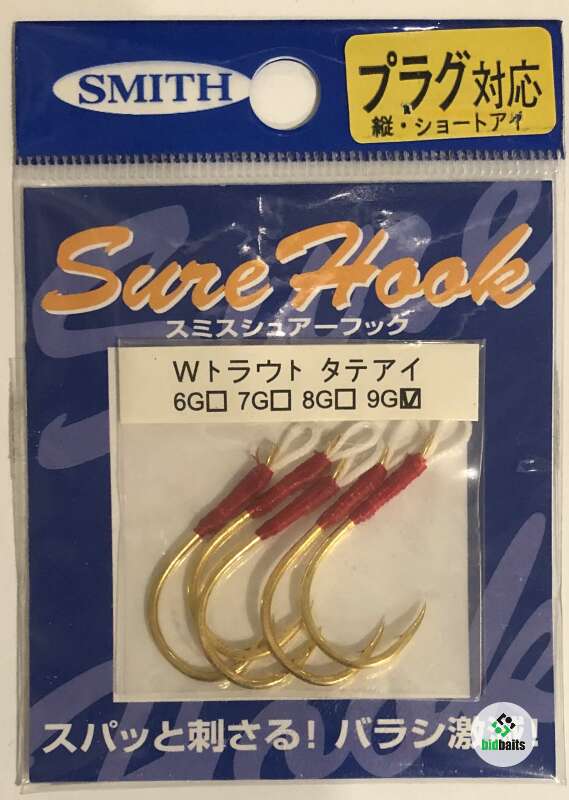 SMITH
プラグ対応
縦・ショートアイ
Sure Hook
スミスシュアーフック
Wトラウト タテアイ
6G□ 7G□ 8G□ 9G☑
スパッと刺さる! バラシ激減!
bidbaits